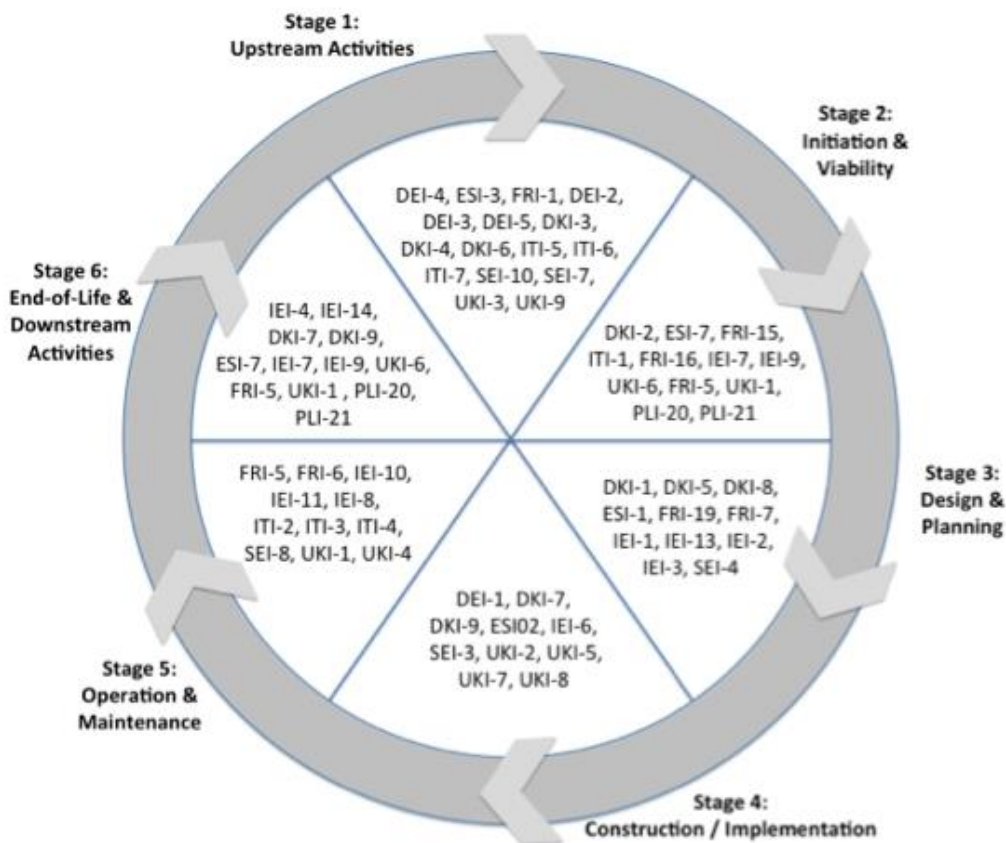 Stage 1:
Upstream Activities
Stage 2:
Initiation &
Viability
DEI-4, ESI-3, FRI-1, DEI-2,
DEI-3, DEI-5, DKI-3,
DKI-4, DKI-6, ITI-5, ITI-6,
ITI-7, SEI-10, SEI-7,
UKI-3, UKI-9
Stage 6:
End-of-Life &
Downstream
Activities
IEI-4, IEI-14,
DKI-7, DKI-9,
ESI-7, IEI-7, IEI-9, UKI-6,
FRI-5, UKI-1 , PLI-20,
PLI-21
DKI-2, ESI-7, FRI-15,
ITI-1, FRI-16, IEI-7, IEI-9,
UKI-6, FRI-5, UKI-1,
PLI-20, PLI-21
FRI-5, FRI-6, IEI-10,
IEI-11, IEI-8,
ITI-2, ITI-3, ITI-4,
SEI-8, UKI-1, UKI-4
DKI-1, DKI-5, DKI-8,
ESI-1, FRI-19, FRI-7,
IEI-1, IEI-13, IEI-2,
IEI-3, SEI-4
Stage 3:
Design &
Planning
DEI-1, DKI-7,
DKI-9, ESI02, IEI-6,
SEI-3, UKI-2, UKI-5,
UKI-7, UKI-8
Stage 5:
Operation &
Maintenance
Stage 4:
Construction / Implementation